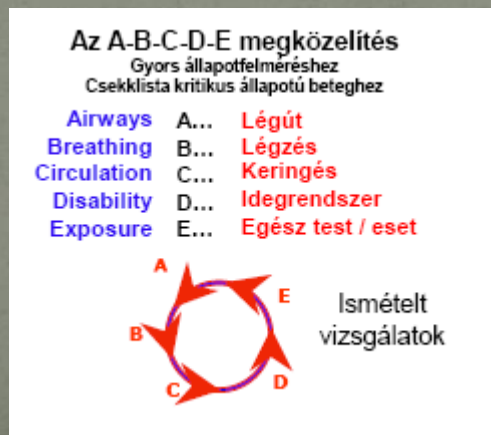 Az A-B-C-D-E megközelítés
Gyors állapotfelméréshez
Csekklista kritikus állapotú beteghez
Airways A... Légút
Breathing B... Légzés
Circulation C... Keringés
Disability D... Idegrendszer
Exposure E... Egész test / eset
A
E
B
C
D
Ismételt
vizsgálatok